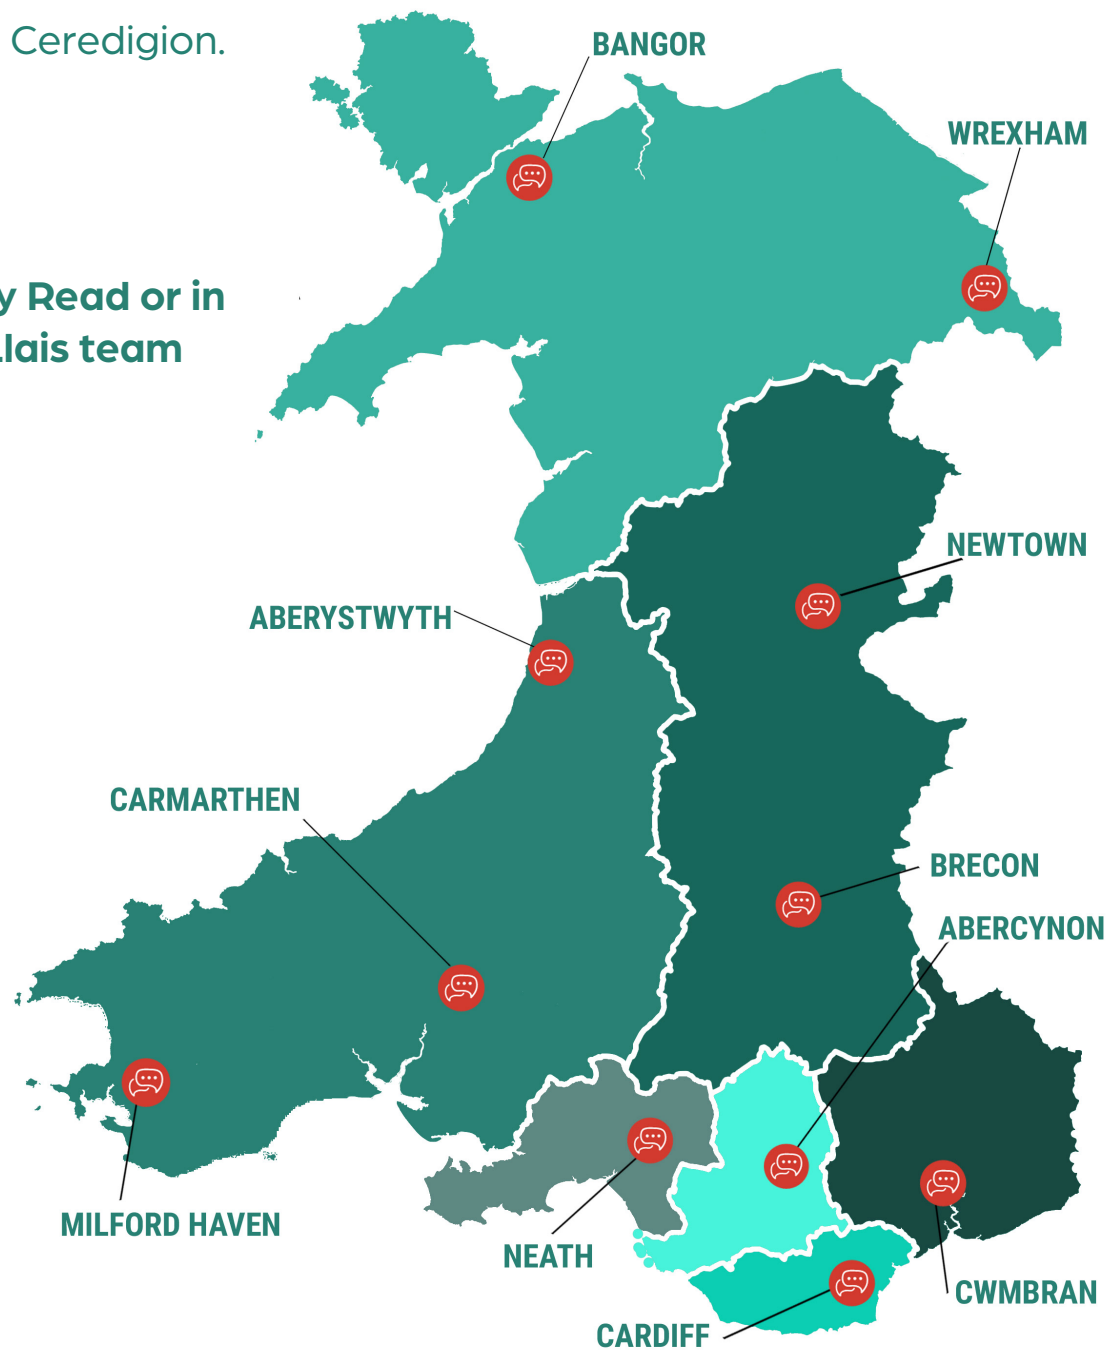 Ceredigion.
BANGOR
WREXHAM
y Read or in
lais team
NEWTOWN
ABERYSTWYTH
CARMARTHEN
BRECON
ABERCYNON
MILFORD HAVEN
NEATH
CWMBRAN
CARDIFF